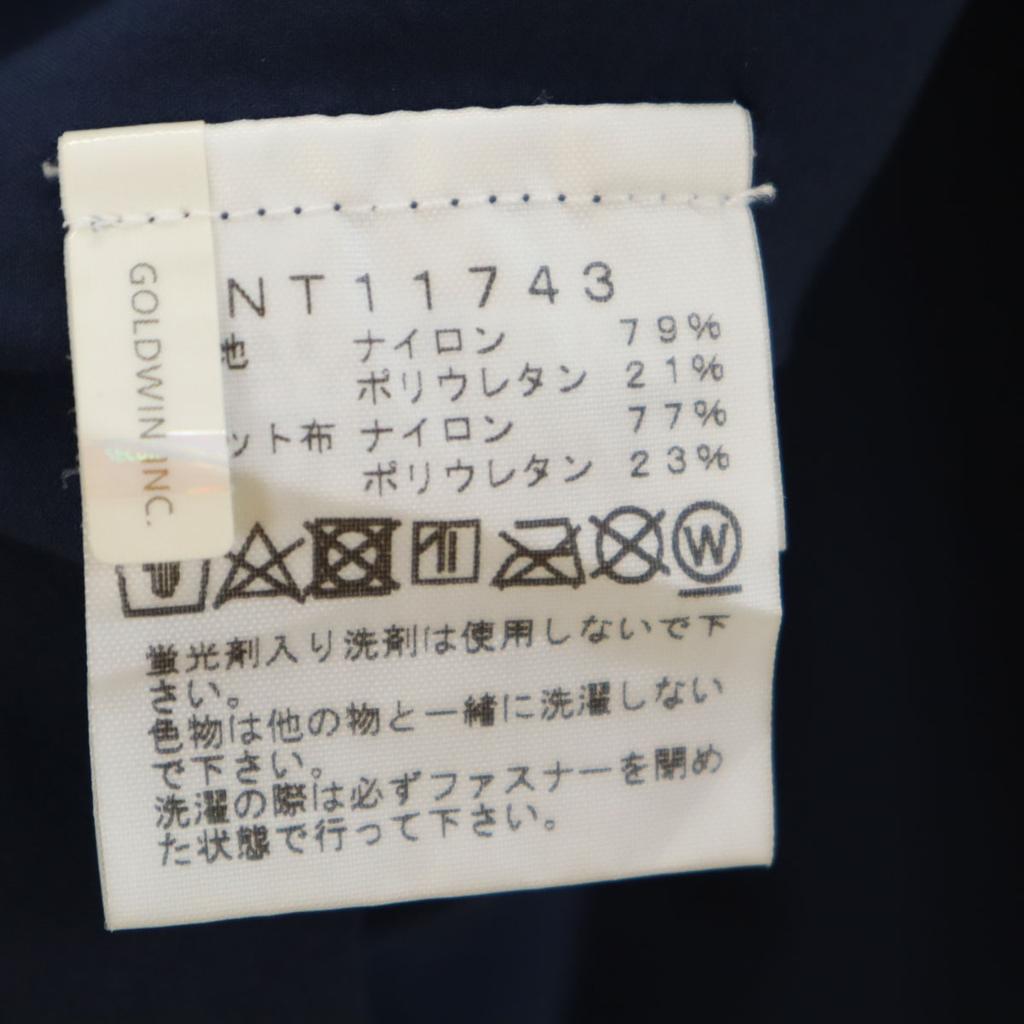 GOLDWIN INC.
NT11743
地 ナイロン 79%
ポリウレタン 21%
ット布 ナイロン 77%
ポリウレタン 23%
W
蛍光剤入り洗剤は使用しないで下
さい。
色物は他の物と一緒に洗濯しない
で下さい。
洗濯の際は必ずファスナーを閉め
た状態で行って下さい。